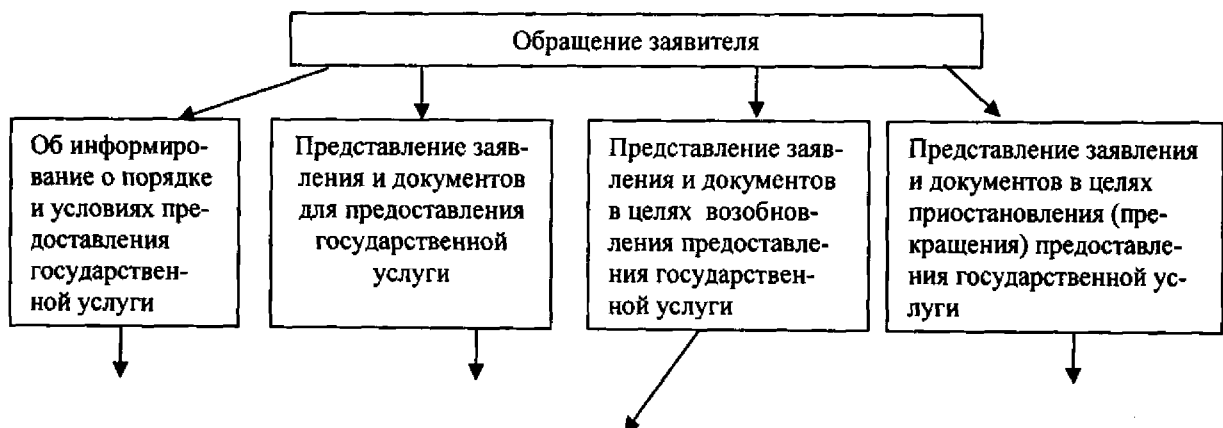 Обращение заявителя
Об информиро-
вание о порядке
и условиях пре-
доставления
государствен-
ной услуги
Представление заяв-
ления и документов
для предоставления
государственной
услуги
Представление заяв-
ления и документов
в целях возобнов-
ления предоставле-
ния государствен-
ной услуги
Представление заявления
и документов в целях
приостановления (пре-
кращения) предоставле-
ния государственной ус-
луги